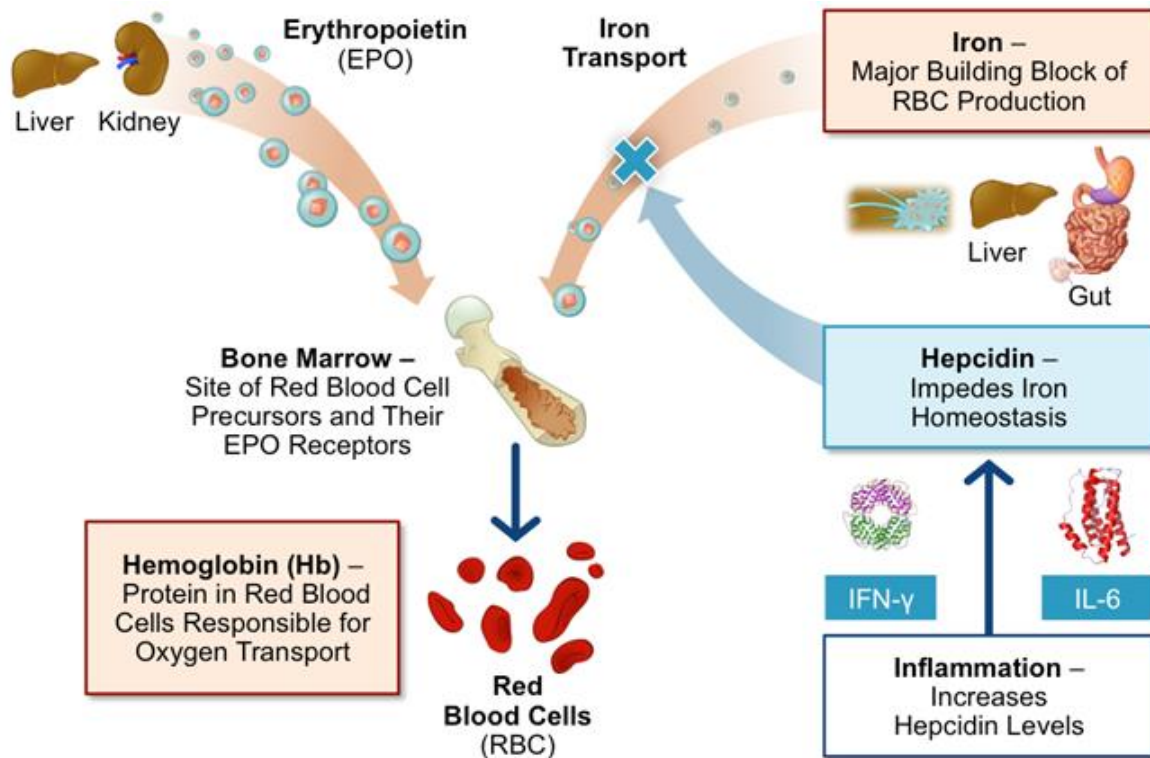 Erythropoietin
(EPO)
Iron
Transport
Iron –
Major Building Block of
RBC Production
Liver
Kidney
Liver
Gut
Bone Marrow –
Site of Red Blood Cell
Precursors and Their
EPO Receptors
Hepcidin –
Impedes Iron
Homeostasis
Hemoglobin (Hb) –
Protein in Red Blood
Cells Responsible for
Oxygen Transport
IFN-γ
IL-6
Red
Blood Cells
(RBC)
Inflammation –
Increases
Hepcidin Levels